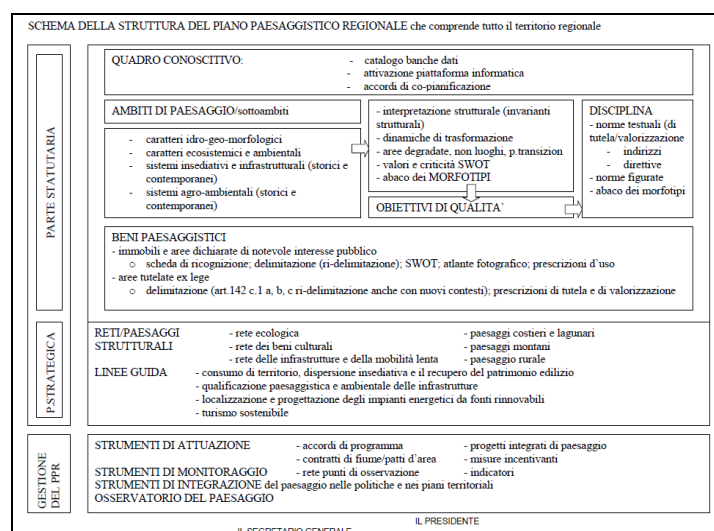 SCHEMA DELLA STRUTTURA DEL PIANO PAESAGGISTICO REGIONALE che comprende tutto il territorio regionale
PARTE STATUTARIA
QUADRO CONOSCITIVO:
- catalogo banche dati
- attivazione piattaforma informatica
- accordi di co-pianificazione
AMBITI DI PAESAGGIO/sottoambiti
- caratteri idro-geo-morfologici
- caratteri ecosistemici e ambientali
- sistemi insediativi e infrastrutturali (storici e
contemporanei)
- sistemi agro-ambientali (storici e
contemporanei)
- interpretazione strutturale (invarianti
strutturali)
- dinamiche di trasformazione
- aree degradate, non luoghi, p.transizion
- valori e criticità SWOT
- abaco dei MORFOTIPI
OBIETTIVI DI QUALITA'
DISCIPLINA
- norme testuali (di
tutela/valorizzazione
- indirizzi
- direttive
- norme figurate
- abaco dei morfotipi
BENI PAESAGGISTICI
- immobili e aree dichiarate di notevole interesse pubblico
o scheda di ricognizione; delimitazione (ri-delimitazione); SWOT; atlante fotografico; prescrizioni d'uso
- aree tutelate ex lege
o delimitazione (art.142 c.1 a, b, c ri-delimitazione anche con nuovi contesti); prescrizioni di tutela e di valorizzazione
P.STRATEGICA
RETI/PAESAGGI - rete ecologica - paesaggi costieri e lagunari
STRUTTURALI - rete dei beni culturali - paesaggi montani
- rete delle infrastrutture e della mobilità lenta - paesaggio rurale
LINEE GUIDA - consumo di territorio, dispersione insediativa e il recupero del patrimonio edilizio
- qualificazione paesaggistica e ambientale delle infrastrutture
- localizzazione e progettazione degli impianti energetici da fonti rinnovabili
- turismo sostenibile
GESTIONE
DEL PPR
STRUMENTI DI ATTUAZIONE - accordi di programma - progetti integrati di paesaggio
- contratti di fiume/patti d'area - misure incentivanti
STRUMENTI DI MONITORAGGIO - rete punti di osservazione - indicatori
STRUMENTI DI INTEGRAZIONE del paesaggio nelle politiche e nei piani territoriali
OSSERVATORIO DEL PAESAGGIO
IL PRESIDENTE
IL SEGRETARIO GENERALE